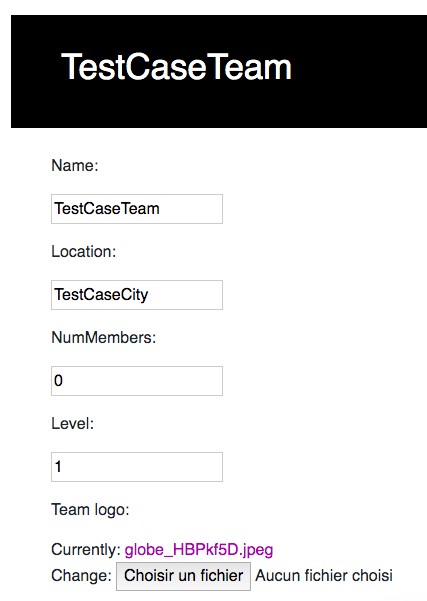 TestCaseTeam
Name:
TestCaseTeam
Location:
TestCaseCity
NumMembers:
0
Level:
1
Team logo:
Currently: globe_HBPkf5D.jpeg
Change: Choisir un fichier Aucun fichier choisi